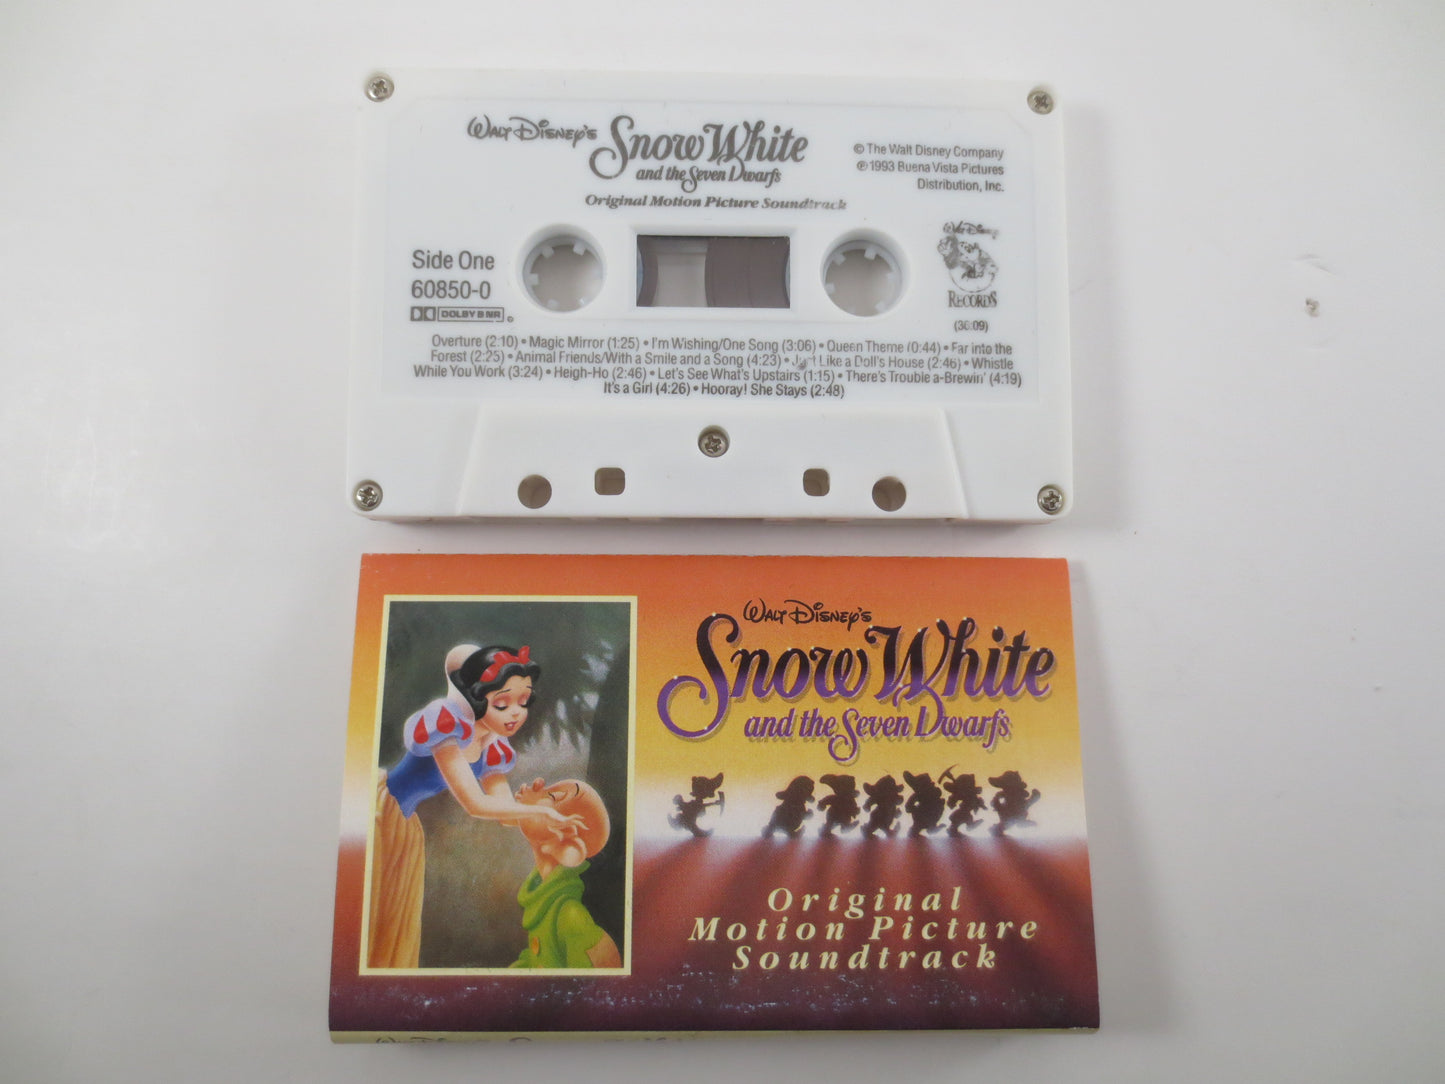 Walt Disney's
Snow White
and the Seven Dwarfs
Original Motion Picture Soundtrack
© The Walt Disney Company
℗ 1993 Buena Vista Pictures
Distribution, Inc.
Side One
60850-0
DOLBY B NR
Walt Disney
RECORDS
Overture (2:10) • Magic Mirror (1:25) • I'm Wishing/One Song (3:06) • Queen Theme (0:44) • Far into the
Forest (2:25) • Animal Friends/With a Smile and a Song (4:23) • Just Like a Doll's House (2:46) • Whistle
While You Work (3:24) • Heigh-Ho (2:46) • Let's See What's Upstairs (1:15) • There's Trouble a-Brewin' (4:19)
It's a Girl (4:26) • Hooray! She Stays (2:48)
Walt Disney's
Snow White
and the Seven Dwarfs
Original
Motion Picture
Soundtrack